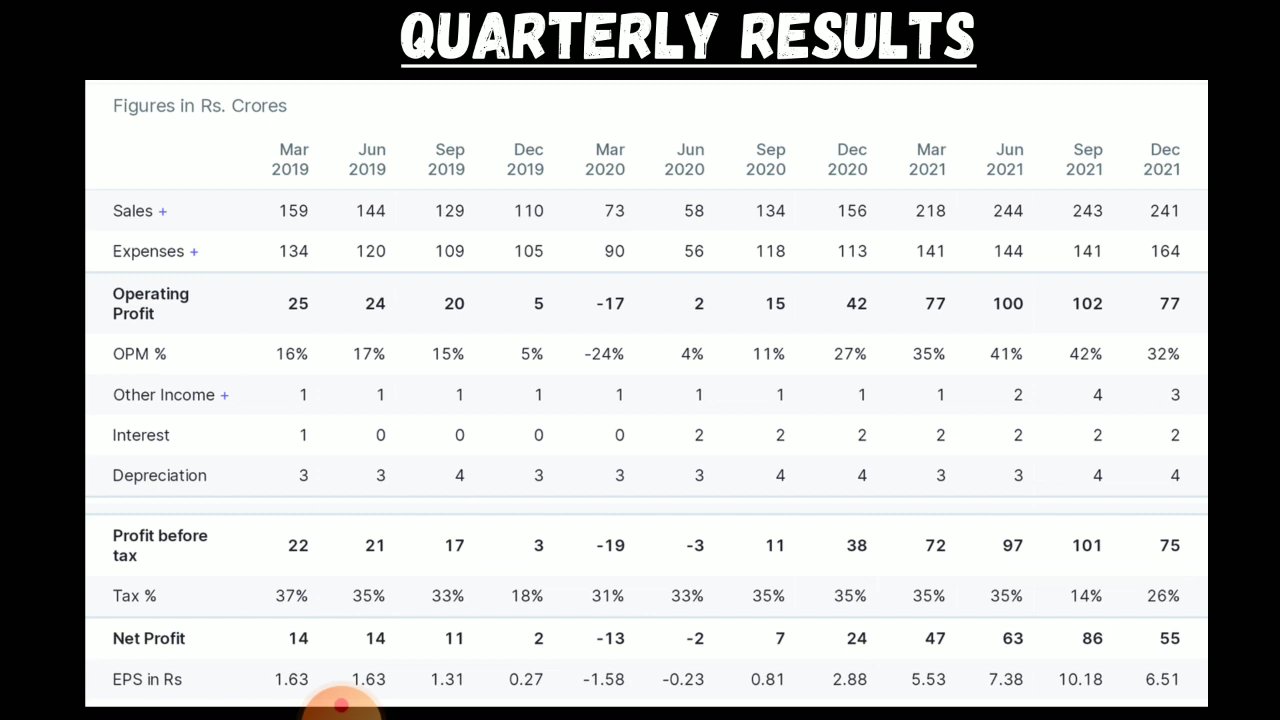 QUARTERLY RESULTS
Figures in Rs. Crores
Mar 2019 Jun 2019 Sep 2019 Dec 2019 Mar 2020 Jun 2020 Sep 2020 Dec 2020 Mar 2021 Jun 2021 Sep 2021 Dec 2021
Sales + 159 144 129 110 73 58 134 156 218 244 243 241
Expenses + 134 120 109 105 90 56 118 113 141 144 141 164
Operating Profit 25 24 20 5 -17 2 15 42 77 100 102 77
OPM % 16% 17% 15% 5% -24% 4% 11% 27% 35% 41% 42% 32%
Other Income + 1 1 1 1 1 1 1 1 1 2 4 3
Interest 1 0 0 0 0 2 2 2 2 2 2 2
Depreciation 3 3 4 3 3 3 4 4 3 3 4 4
Profit before tax 22 21 17 3 -19 -3 11 38 72 97 101 75
Tax % 37% 35% 33% 18% 31% 33% 35% 35% 35% 35% 14% 26%
Net Profit 14 14 11 2 -13 -2 7 24 47 63 86 55
EPS in Rs 1.63 1.63 1.31 0.27 -1.58 -0.23 0.81 2.88 5.53 7.38 10.18 6.51